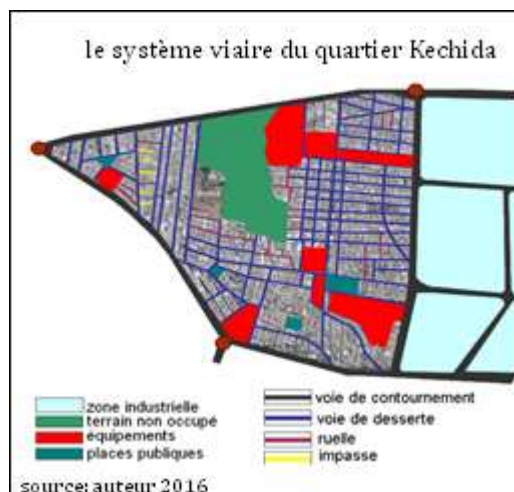 le système viaire du quartier Kechida
zone industrielle
terrain non occupé
équipements
places publiques
voie de contournement
voie de desserte
ruelle
impasse
source: auteur 2016